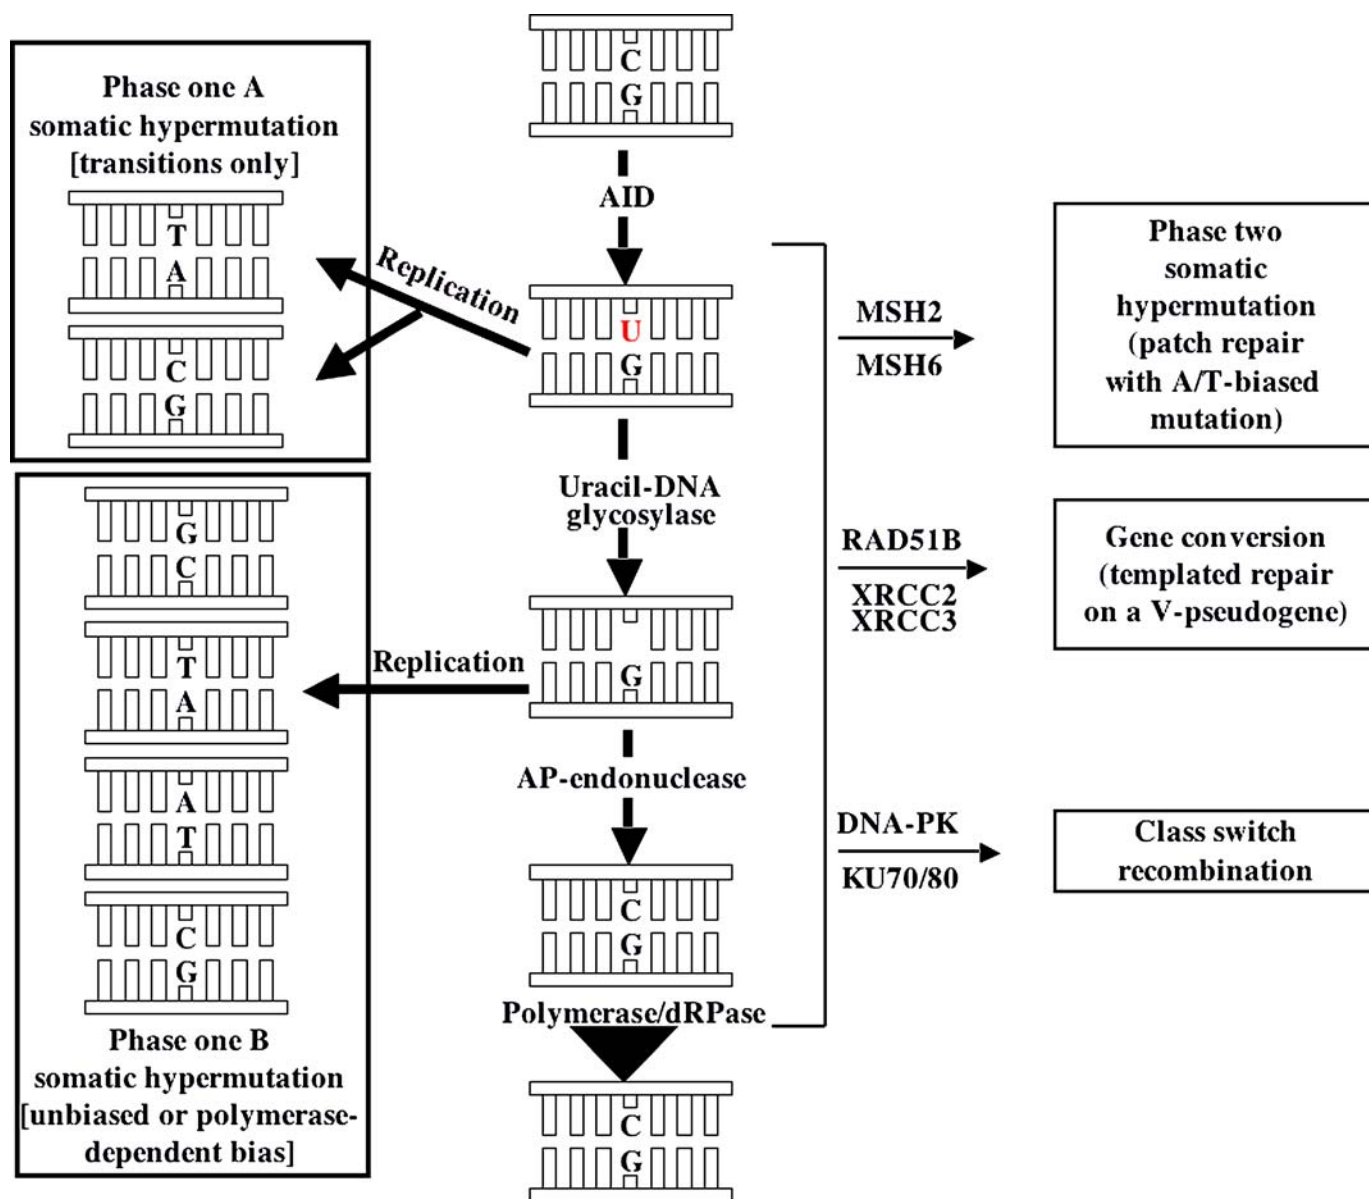 Phase one A
somatic hypermutation
[transitions only]
T
A
C
G
G
C
T
A
A
T
C
G
Phase one B
somatic hypermutation
[unbiased or polymerase-
dependent bias]
Replication
Replication
C
G
AID
U
G
Uracil-DNA
glycosylase
G
AP-endonuclease
C
G
Polymerase/dRPase
C
G
MSH2
MSH6
RAD51B
XRCC2
XRCC3
DNA-PK
KU70/80
Phase two
somatic
hypermutation
(patch repair
with A/T-biased
mutation)
Gene conversion
(templated repair
on a V-pseudogene)
Class switch
recombination